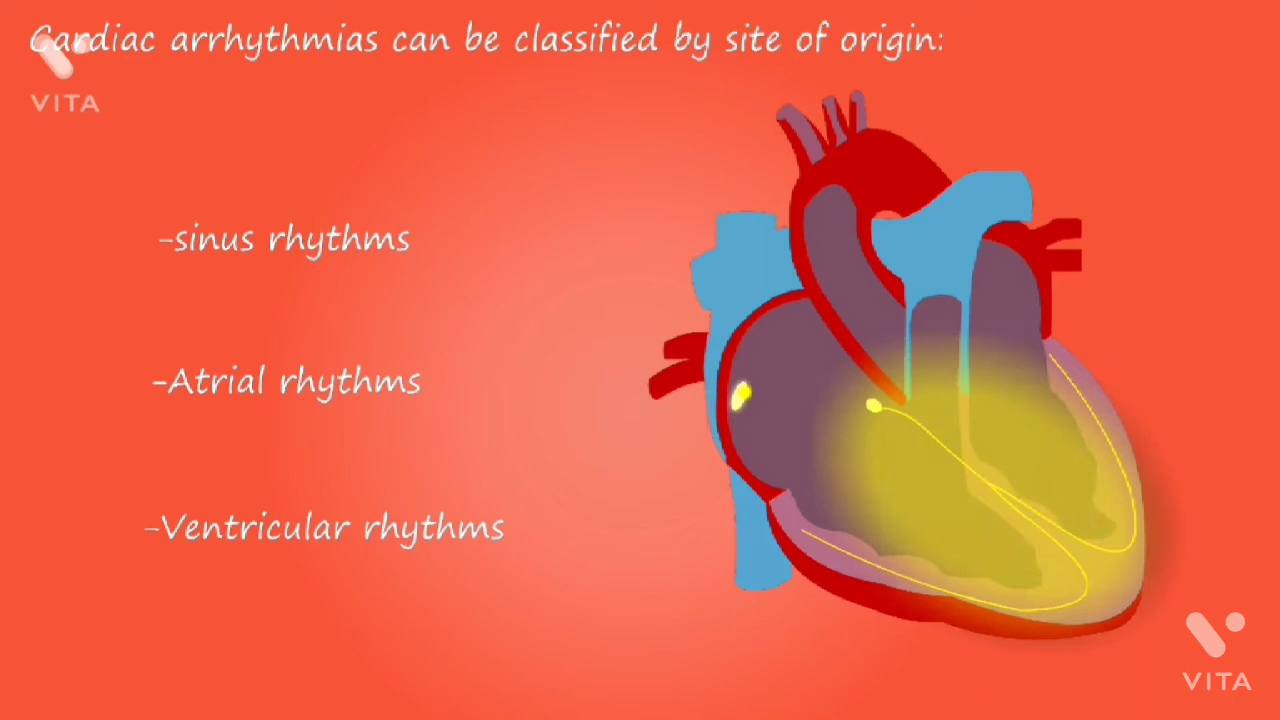 Cardiac arrhythmias can be classified by site of origin:
VITA
-sinus rhythms
-Atrial rhythms
-Ventricular rhythms
VITA